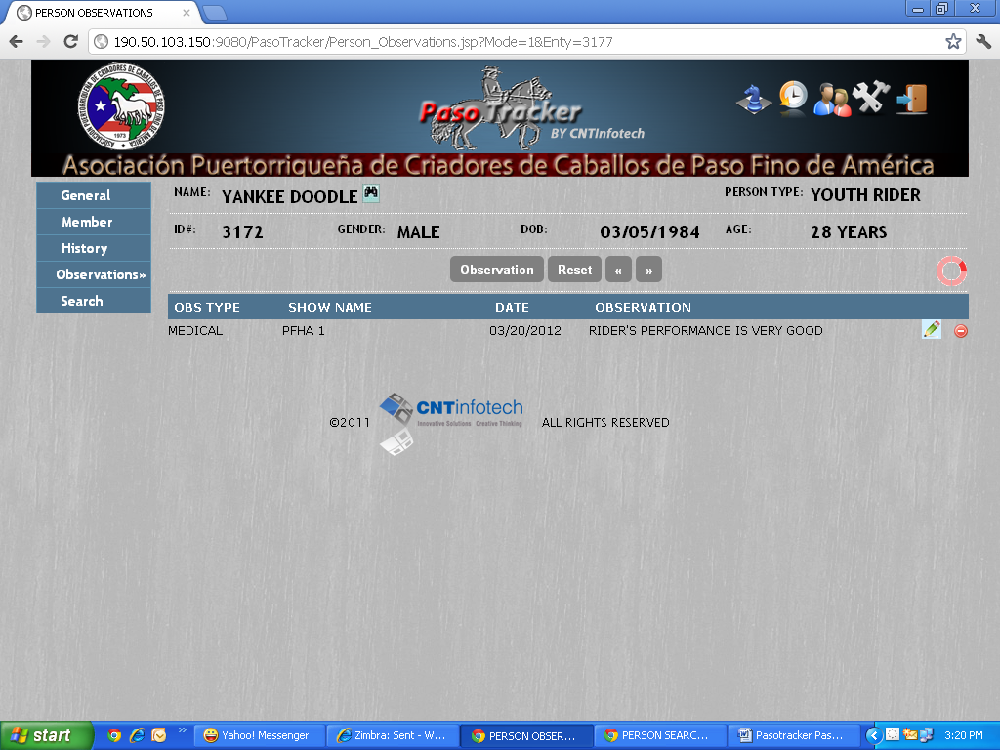 PERSON OBSERVATIONS
190.50.103.150:9080/PasoTracker/Person_Observations.jsp?Mode=1&Enty=3177
ASOCIACIÓN PUERTORRIQUEÑA DE CRIADORES DE CABALLOS DE PASO FINO DE AMÉRICA
1973
Paso Tracker
BY CNTInfotech
Asociación Puertorriqueña de Criadores de Caballos de Paso Fino de América
General
Member
History
Observations»
Search
NAME: YANKEE DOODLE PERSON TYPE: YOUTH RIDER
ID#: 3172 GENDER: MALE DOB: 03/05/1984 AGE: 28 YEARS
Observation Reset « »
OBS TYPE SHOW NAME DATE OBSERVATION
MEDICAL PFHA 1 03/20/2012 RIDER'S PERFORMANCE IS VERY GOOD
©2011 CNTinfotech ALL RIGHTS RESERVED
Innovative Solutions Creative Thinking
start Yahoo! Messenger Zimbra: Sent - W... PERSON OBSER... PERSON SEARC... Pasotracker Pas... 3:20 PM